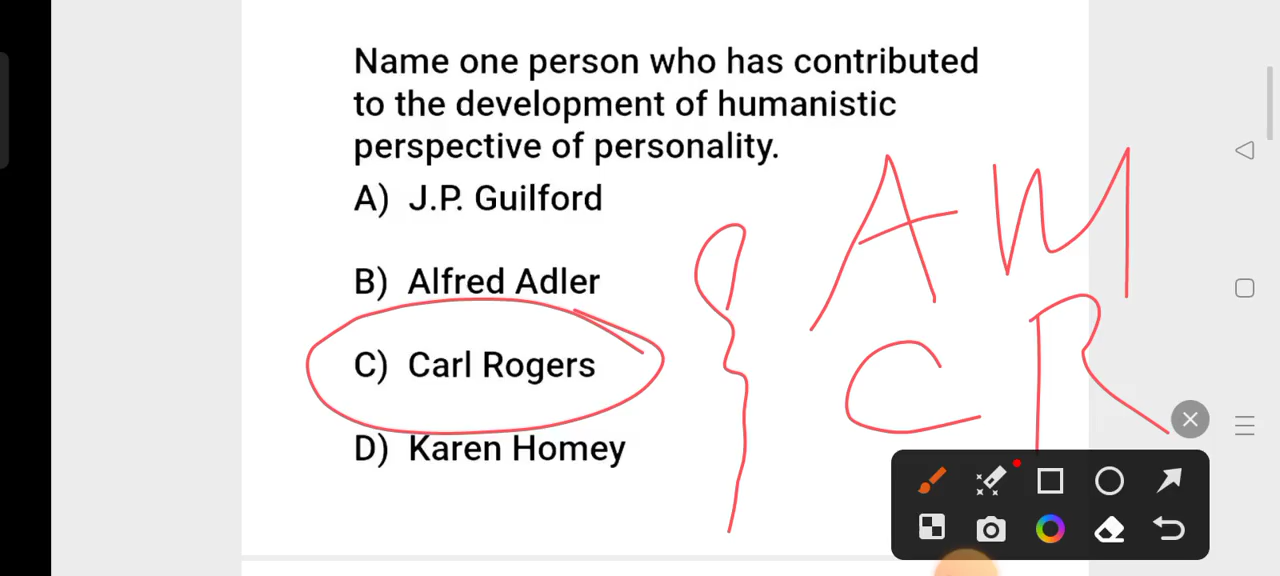 Name one person who has contributed
to the development of humanistic
perspective of personality.
A) J.P. Guilford
B) Alfred Adler
C) Carl Rogers
D) Karen Homey
AM
CR